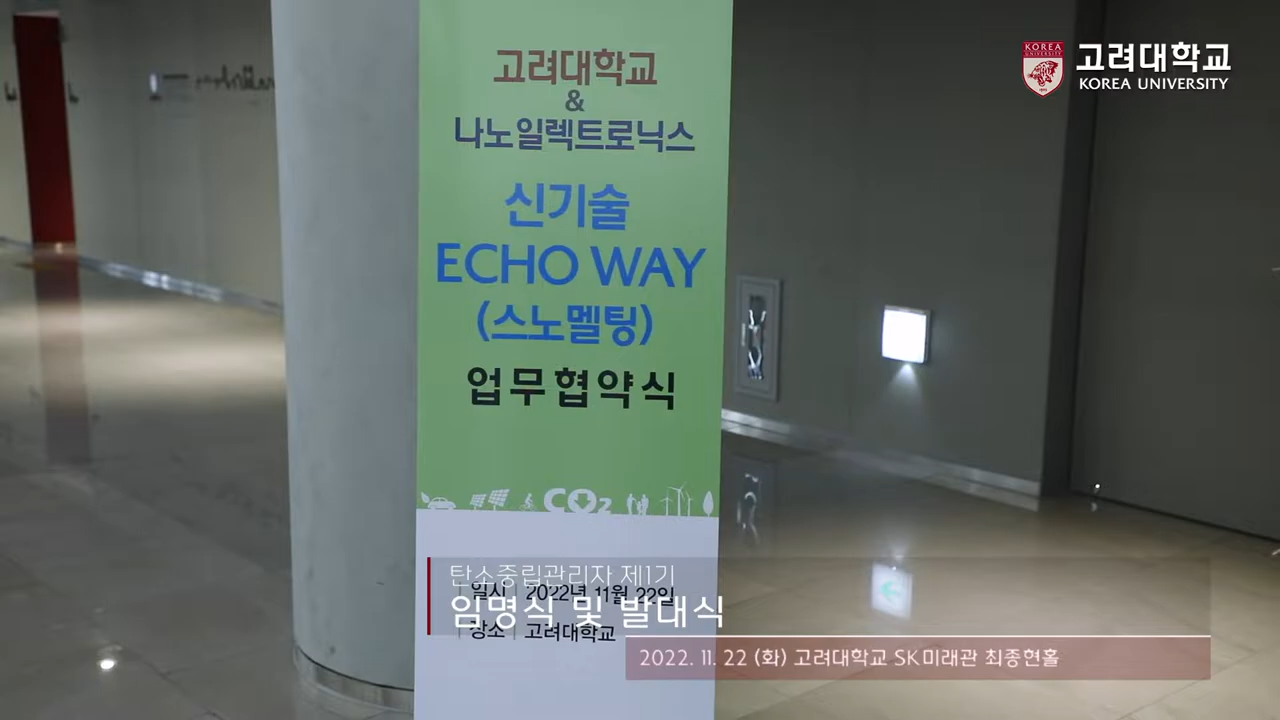 고려대학교
&
나노일렉트로닉스
신기술
ECHO WAY
(스노멜팅)
업무협약식
CO2
일시 | 2022년 11월 22일
장소 | 고려대학교
KOREA
UNIVERSITY
고려대학교
KOREA UNIVERSITY
탄소중립관리자 제1기
임명식 및 발대식
2022. 11. 22 (화) 고려대학교 SK미래관 최종현홀